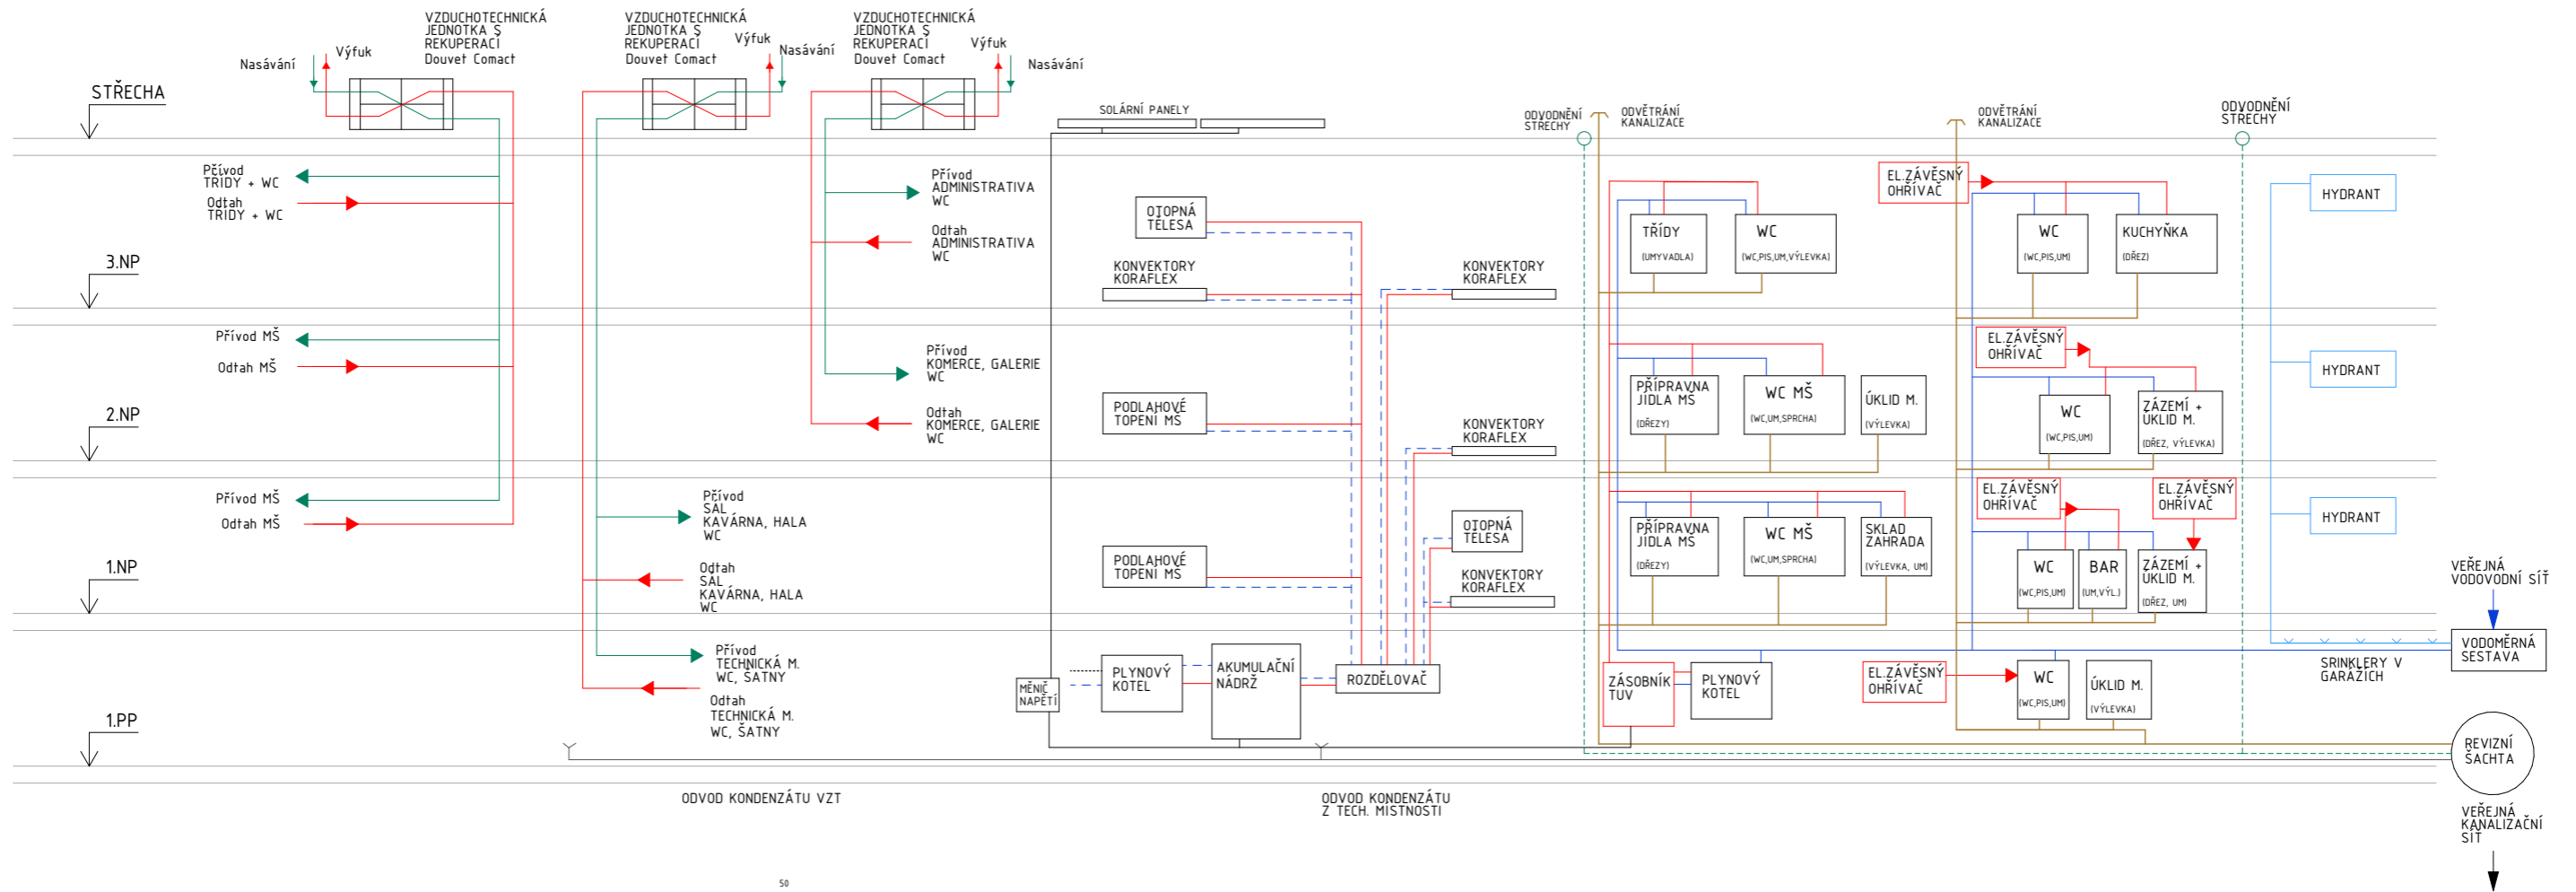 VZDUCHOTECHNICKÁ
JEDNOTKA S
REKUPERACÍ
Douvet Comact
VZDUCHOTECHNICKÁ
JEDNOTKA S
REKUPERACÍ
Douvet Comact
VZDUCHOTECHNICKÁ
JEDNOTKA S
REKUPERACÍ
Douvet Comact
Nasávání
Výfuk
Výfuk
Nasávání
Výfuk
Nasávání
STŘECHA
SOLÁRNÍ PANELY
ODVODNĚNÍ
STRECHY
ODVĚTRÁNÍ
KANALIZACE
ODVĚTRÁNÍ
KANALIZACE
ODVODNĚNÍ
STRECHY
Přívod
TŘÍDY + WC
Odtah
TŘÍDY + WC
Přívod
ADMINISTRATIVA
WC
Odtah
ADMINISTRATIVA
WC
OTOPNÁ
TĚLESA
KONVEKTORY
KORAFLEX
KONVEKTORY
KORAFLEX
TŘÍDY
(UMYVADLA)
WC
(WC,PIS,UM,VÝLEVKA)
EL.ZÁVĚSNÝ
OHŘÍVAČ
WC
(WC,PIS,UM)
KUCHYŇKA
(DŘEZ)
HYDRANT
3.NP
Přívod MŠ
Odtah MŠ
Přívod
KOMERCE, GALERIE
WC
Odtah
KOMERCE, GALERIE
WC
PODLAHOVÉ
TOPENÍ MŠ
KONVEKTORY
KORAFLEX
PŘÍPRAVNA
JÍDLA MŠ
(DŘEZY)
WC MŠ
(WC,UM,SPRCHA)
ÚKLID M.
(VÝLEVKA)
EL.ZÁVĚSNÝ
OHŘÍVAČ
WC
(WC,PIS,UM)
ZÁZEMÍ +
ÚKLID M.
(DŘEZ, VÝLEVKA)
HYDRANT
2.NP
Přívod MŠ
Odtah MŠ
Přívod
SÁL
KAVÁRNA, HALA
WC
Odtah
SÁL
KAVÁRNA, HALA
WC
PODLAHOVÉ
TOPENÍ MŠ
OTOPNÁ
TĚLESA
KONVEKTORY
KORAFLEX
PŘÍPRAVNA
JÍDLA MŠ
(DŘEZY)
WC MŠ
(WC,UM,SPRCHA)
SKLAD
ZAHRADA
(VÝLEVKA, UM)
EL.ZÁVĚSNÝ
OHŘÍVAČ
EL.ZÁVĚSNÝ
OHŘÍVAČ
WC
(WC,PIS,UM)
BAR
(UM,VÝL.)
ZÁZEMÍ +
ÚKLID M.
(DŘEZ, UM)
HYDRANT
1.NP
VEŘEJNÁ
VODOVODNÍ SÍŤ
VODOMĚRNÁ
SESTAVA
SRINKLERY V
GARÁŽÍCH
Přívod
TECHNICKÁ M.
WC, ŠATNY
Odtah
TECHNICKÁ M.
WC, ŠATNY
MĚNIČ
NAPĚTÍ
PLYNOVÝ
KOTEL
AKUMULAČNÍ
NÁDRŽ
ROZDĚLOVAČ
ZÁSOBNÍK
TUV
PLYNOVÝ
KOTEL
EL.ZÁVĚSNÝ
OHŘÍVAČ
WC
(WC,PIS,UM)
ÚKLID M.
(VÝLEVKA)
1.PP
REVIZNÍ
ŠACHTA
ODVOD KONDENZÁTU VZT
ODVOD KONDENZÁTU
Z TECH. MÍSTNOSTI
VEŘEJNÁ
KANALIZAČNÍ
SÍŤ
50